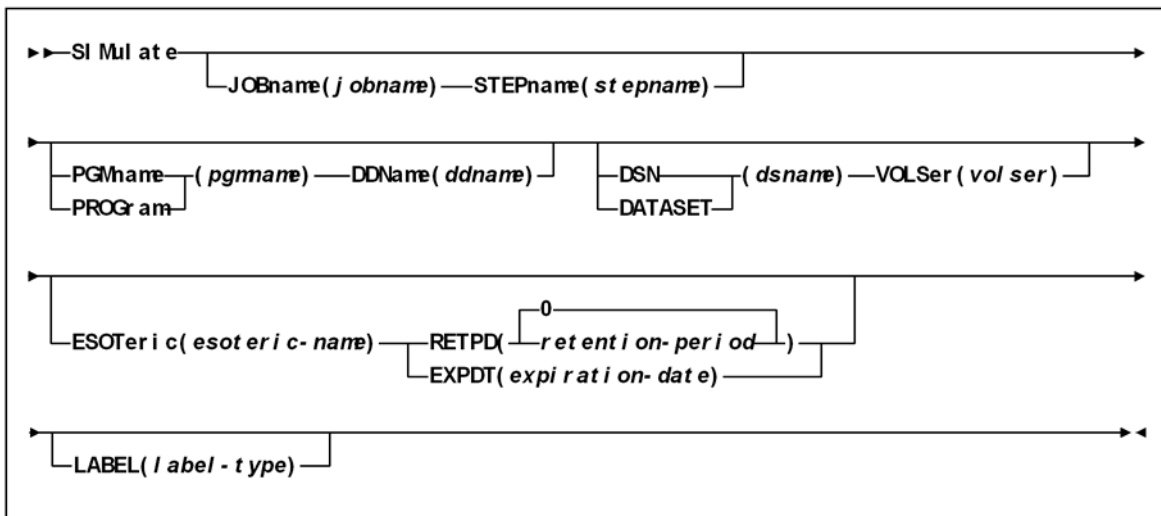 SIMulate
JOBname(jobname) STEPname(stepname)
PGMname (pgmname) DDName(ddname) DSN (dsname) VOLSer(volser)
PROGram DATASET
0
ESOTeric(esoteric-name) RETPD( retention-period )
EXPDT(expiration-date)
LABEL(label-type)